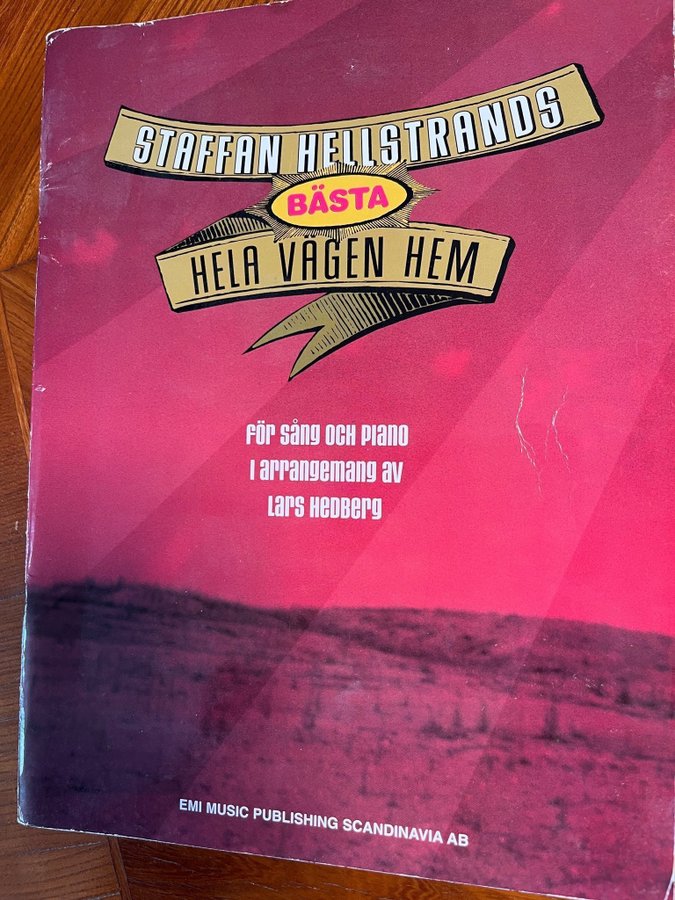 STAFFAN HELLSTRANDS
BÄSTA
HELA VÄGEN HEM
för sång och piano
i arrangemang av
Lars Hedberg
EMI MUSIC PUBLISHING SCANDINAVIA AB